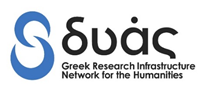 δυάς
Greek Research Infrastructure
Network for the Humanities